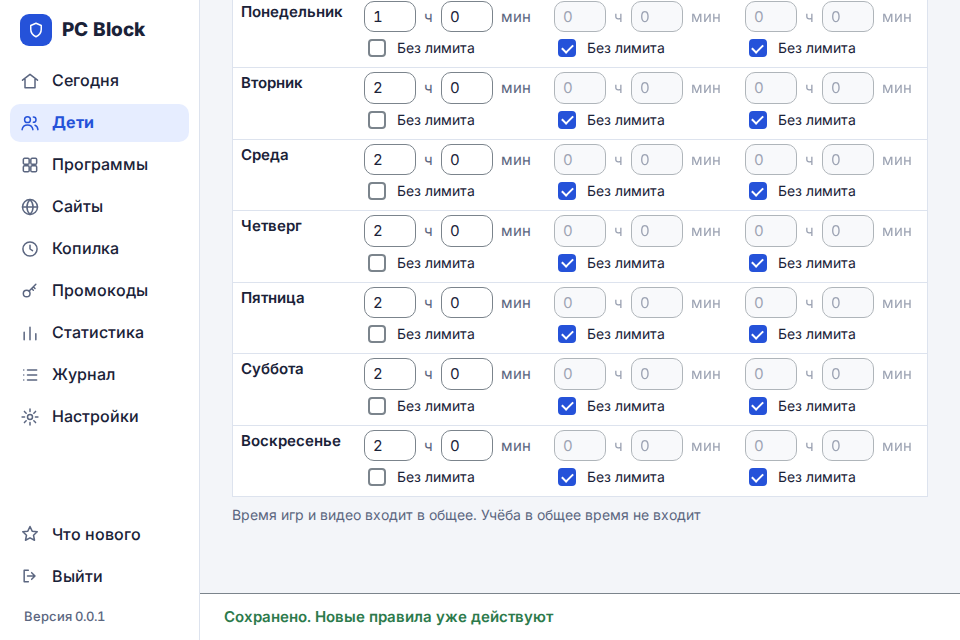 PC Block
Сегодня
Дети
Программы
Сайты
Копилка
Промокоды
Статистика
Журнал
Настройки
Что нового
Выйти
Версия 0.0.1
Понедельник 1 ч 0 мин 0 ч 0 мин 0 ч 0 мин
Без лимита Без лимита Без лимита
Вторник 2 ч 0 мин 0 ч 0 мин 0 ч 0 мин
Без лимита Без лимита Без лимита
Среда 2 ч 0 мин 0 ч 0 мин 0 ч 0 мин
Без лимита Без лимита Без лимита
Четверг 2 ч 0 мин 0 ч 0 мин 0 ч 0 мин
Без лимита Без лимита Без лимита
Пятница 2 ч 0 мин 0 ч 0 мин 0 ч 0 мин
Без лимита Без лимита Без лимита
Суббота 2 ч 0 мин 0 ч 0 мин 0 ч 0 мин
Без лимита Без лимита Без лимита
Воскресенье 2 ч 0 мин 0 ч 0 мин 0 ч 0 мин
Без лимита Без лимита Без лимита
Время игр и видео входит в общее. Учёба в общее время не входит
Сохранено. Новые правила уже действуют